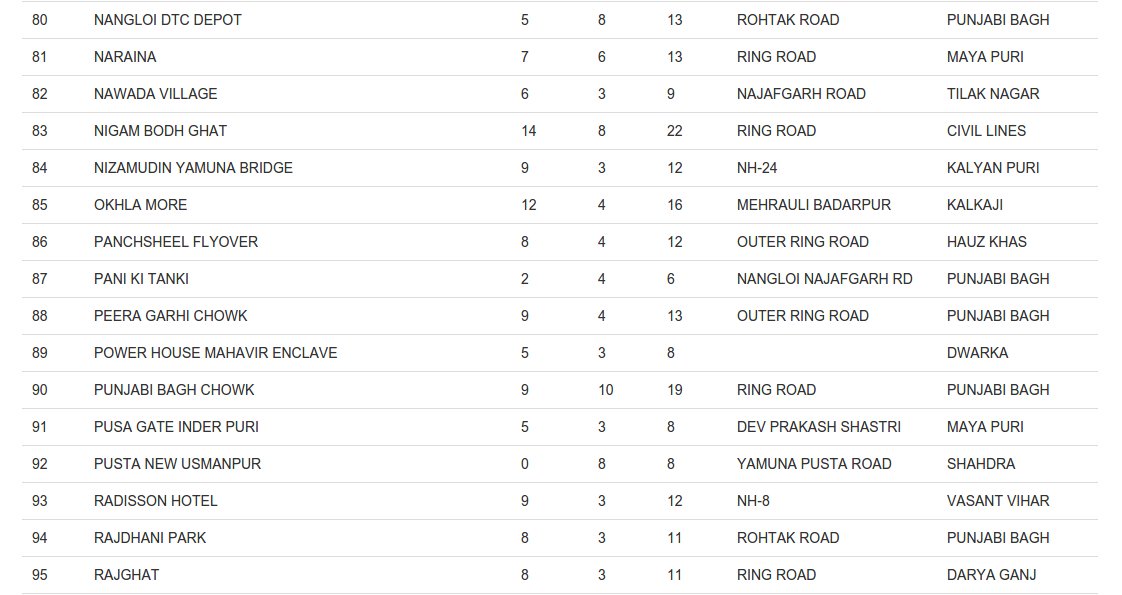 80 NANGLOI DTC DEPOT 5 8 13 ROHTAK ROAD PUNJABI BAGH
81 NARAINA 7 6 13 RING ROAD MAYA PURI
82 NAWADA VILLAGE 6 3 9 NAJAFGARH ROAD TILAK NAGAR
83 NIGAM BODH GHAT 14 8 22 RING ROAD CIVIL LINES
84 NIZAMUDIN YAMUNA BRIDGE 9 3 12 NH-24 KALYAN PURI
85 OKHLA MORE 12 4 16 MEHRAULI BADARPUR KALKAJI
86 PANCHSHEEL FLYOVER 8 4 12 OUTER RING ROAD HAUZ KHAS
87 PANI KI TANKI 2 4 6 NANGLOI NAJAFGARH RD PUNJABI BAGH
88 PEERA GARHI CHOWK 9 4 13 OUTER RING ROAD PUNJABI BAGH
89 POWER HOUSE MAHAVIR ENCLAVE 5 3 8 DWARKA
90 PUNJABI BAGH CHOWK 9 10 19 RING ROAD PUNJABI BAGH
91 PUSA GATE INDER PURI 5 3 8 DEV PRAKASH SHASTRI MAYA PURI
92 PUSTA NEW USMANPUR 0 8 8 YAMUNA PUSTA ROAD SHAHDRA
93 RADISSON HOTEL 9 3 12 NH-8 VASANT VIHAR
94 RAJDHANI PARK 8 3 11 ROHTAK ROAD PUNJABI BAGH
95 RAJGHAT 8 3 11 RING ROAD DARYA GANJ